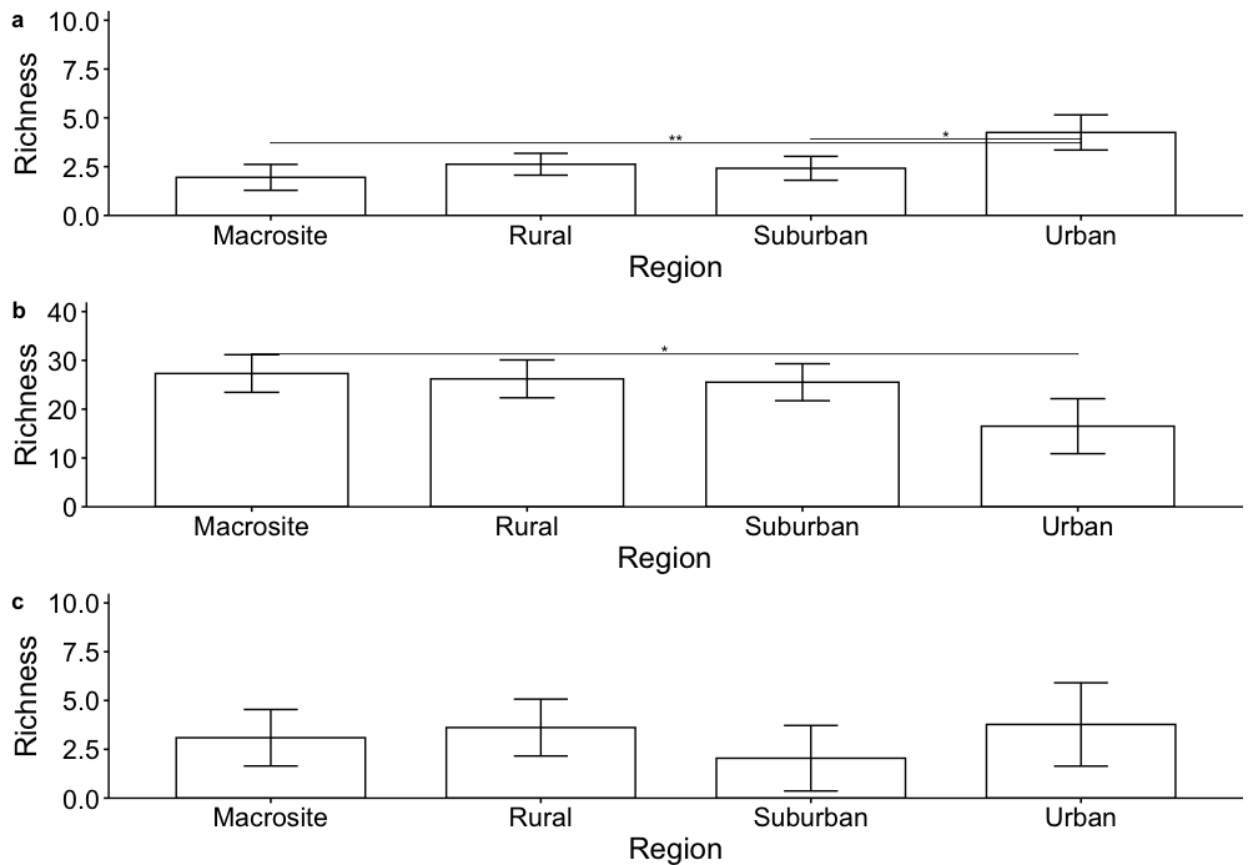 a
10.0
7.5
5.0
2.5
0.0
Richness
** *
Macrosite Rural Suburban Urban
Region
b
40
30
20
10
0
Richness
*
Macrosite Rural Suburban Urban
Region
c
10.0
7.5
5.0
2.5
0.0
Richness
Macrosite Rural Suburban Urban
Region